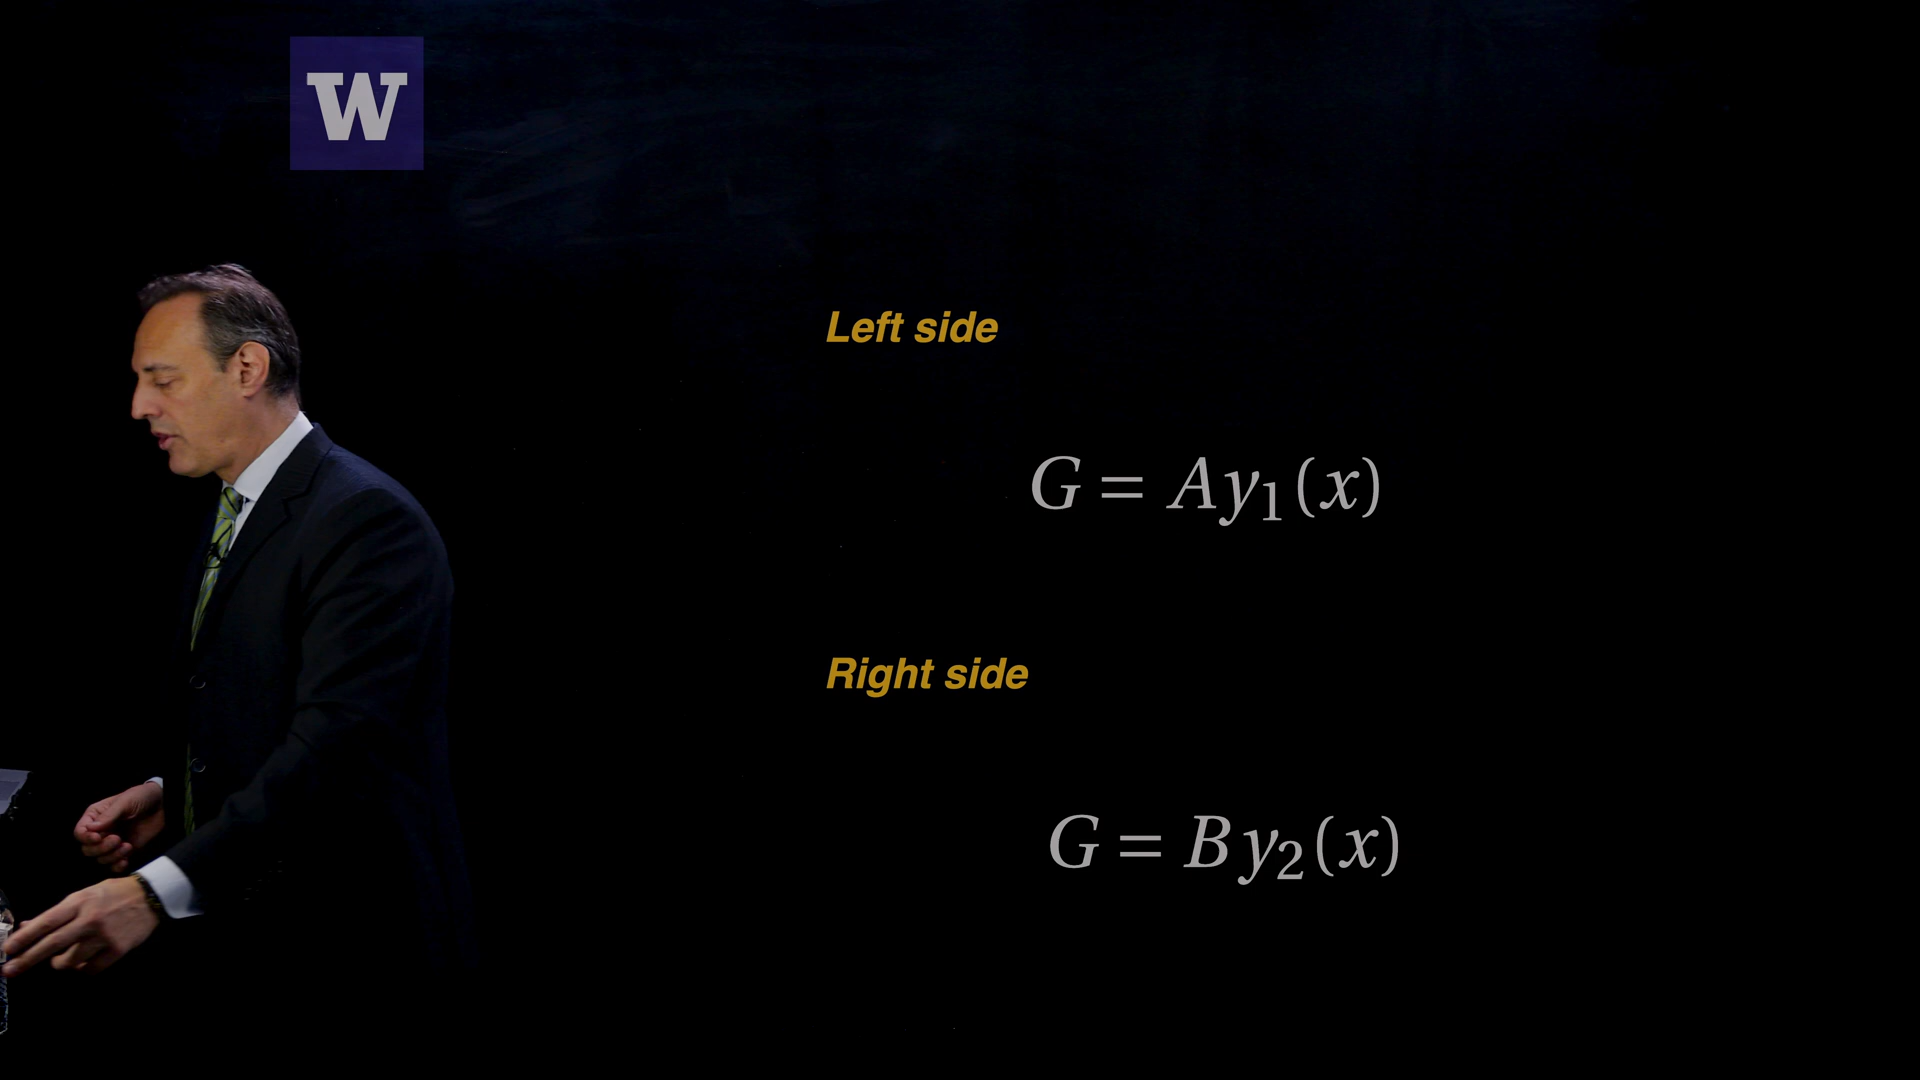 W
Left side
G = Ay₁(x)
Right side
G = By₂(x)